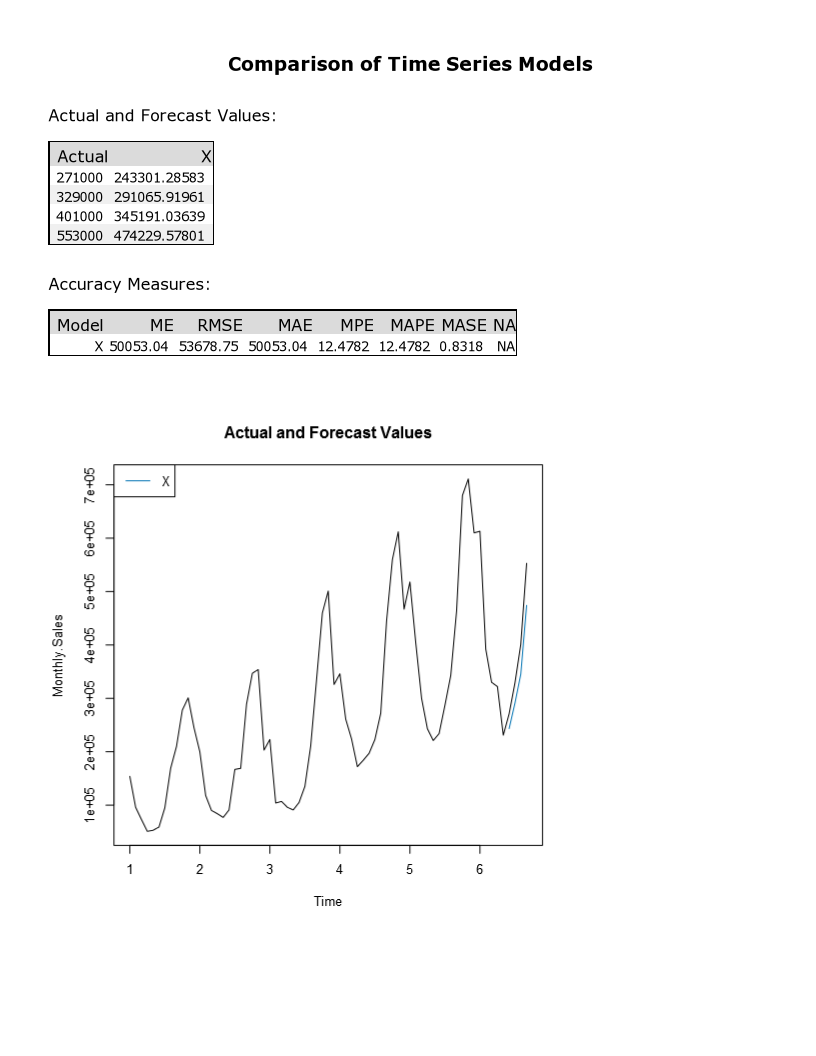 Comparison of Time Series Models
Actual and Forecast Values:
Actual X
271000 243301.28583
329000 291065.91961
401000 345191.03639
553000 474229.57801
Accuracy Measures:
Model ME RMSE MAE MPE MAPE MASE NA
X 50053.04 53678.75 50053.04 12.4782 12.4782 0.8318 NA
Actual and Forecast Values
X
7e+05
6e+05
5e+05
4e+05
3e+05
2e+05
1e+05
Monthly.Sales
1 2 3 4 5 6
Time